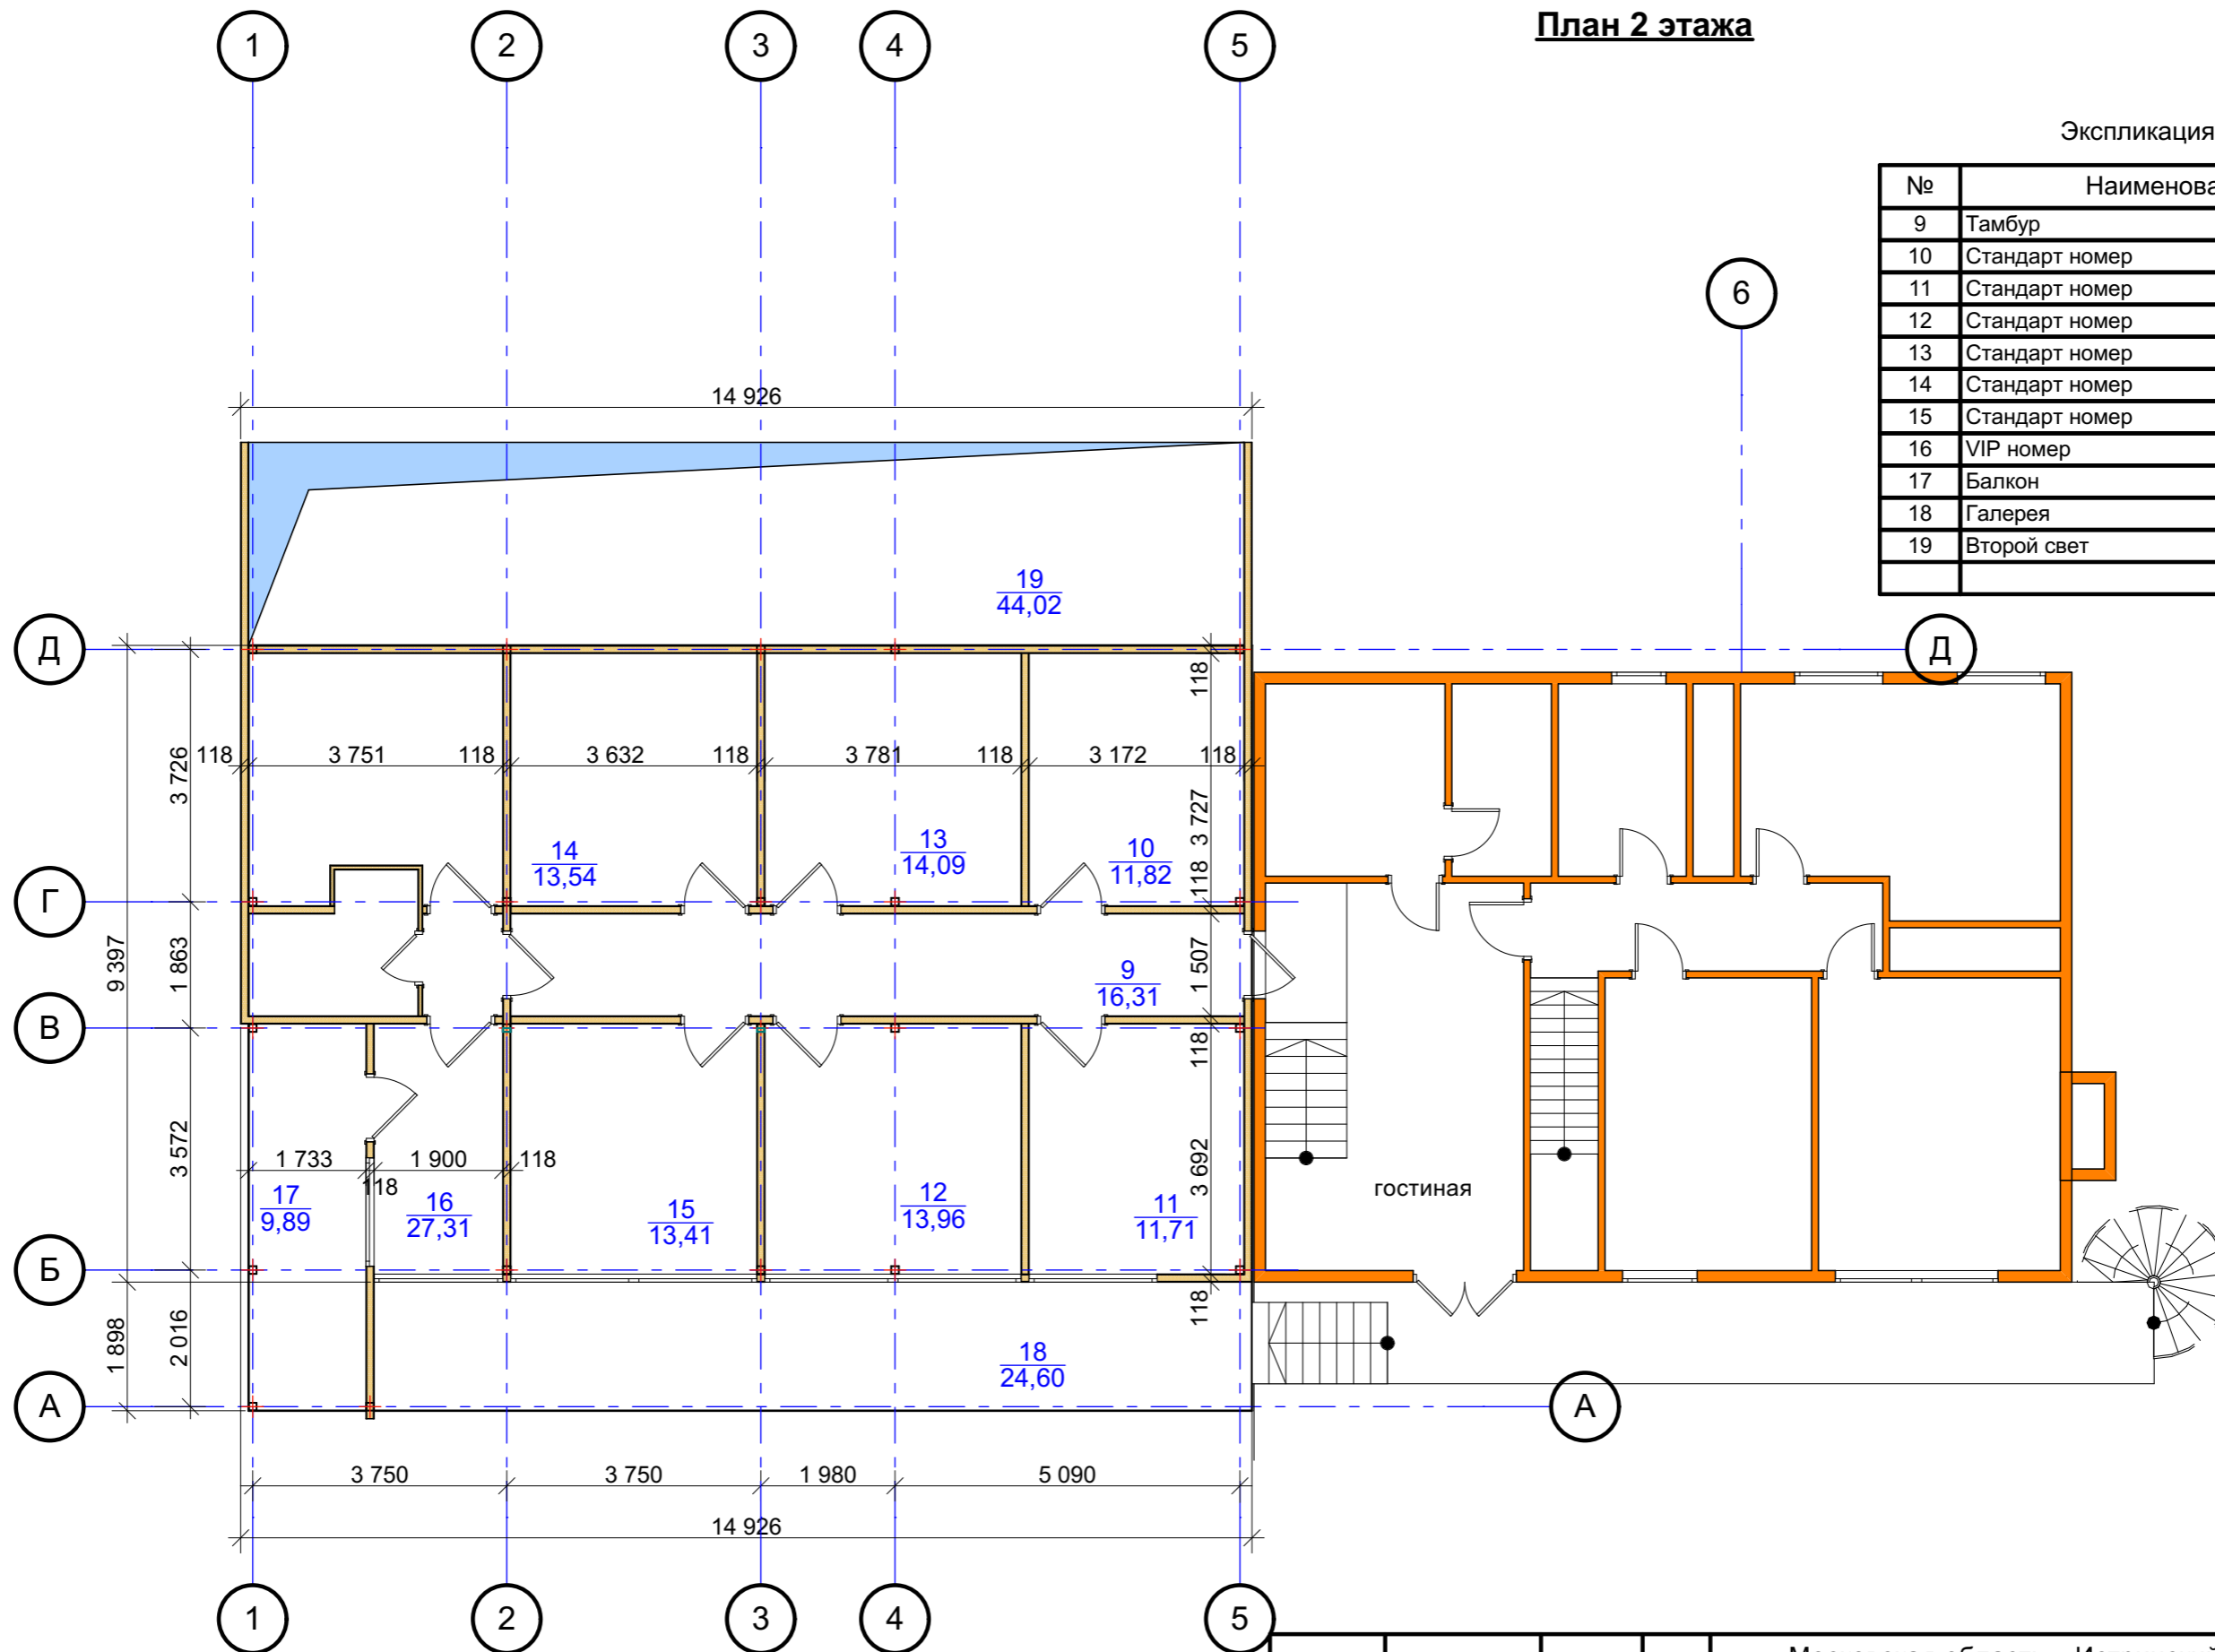 План 2 этажа
1
2
3
4
5
6
Экспликация
№ Наименова
9 Тамбур
10 Стандарт номер
11 Стандарт номер
12 Стандарт номер
13 Стандарт номер
14 Стандарт номер
15 Стандарт номер
16 VIP номер
17 Балкон
18 Галерея
19 Второй свет
14 926
19
44,02
Д
Д
118
118 3 751 118 3 632 118 3 781 118 3 172 118
3 726
3 727
14
13,54
13
14,09
10
11,82
118
Г
9 397
1 863
1 507
9
16,31
В
118
3 572
3 692
1 733 1 900 118
118
17
9,89
16
27,31
15
13,41
12
13,96
11
11,71
гостиная
Б
118
1 898
2 016
18
24,60
А
А
3 750 3 750 1 980 5 090
14 926
1
2
3
4
5